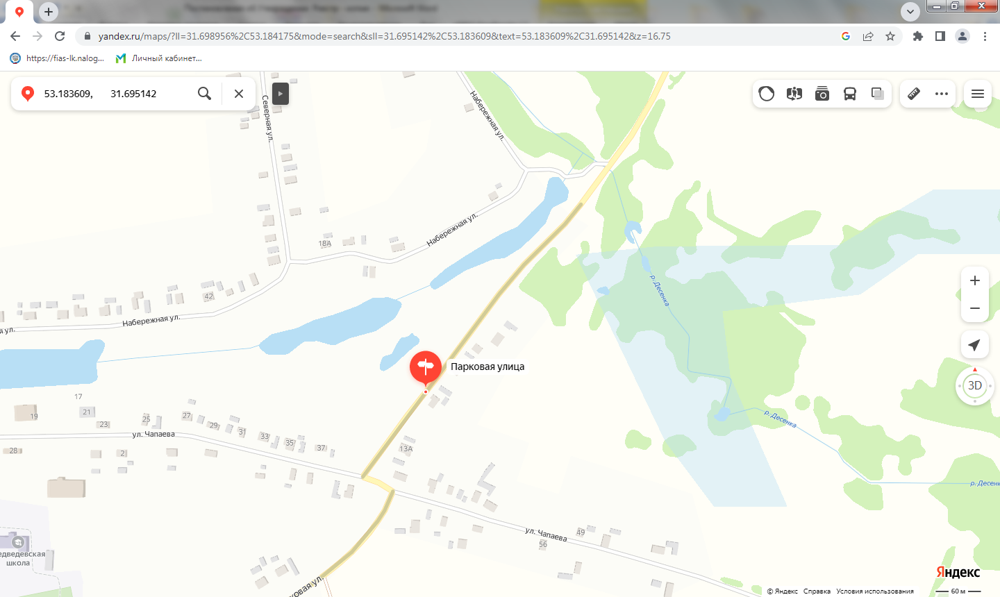 yandex.ru/maps/?ll=31.698956%2C53.184175&mode=search&sll=31.695142%2C53.183609&text=53.183609%2C31.695142&z=16.75
https://fias-lk.nalog...
Личный кабинет...
53.183609, 31.695142
Северная ул.
Набережная ул.
Набережная ул.
18А
42
Набережная ул.
я ул.
р. Десенка
Парковая улица
3D
17
19
21
23
25
27
29
31
33
35
37
ул. Чапаева
р. Десенка
13А
28
2
р. Десенка
ул. Чапаева
49
56
едведевская
школа
ковая ул.
Яндекс
© Яндекс Справка Условия использования
60 м